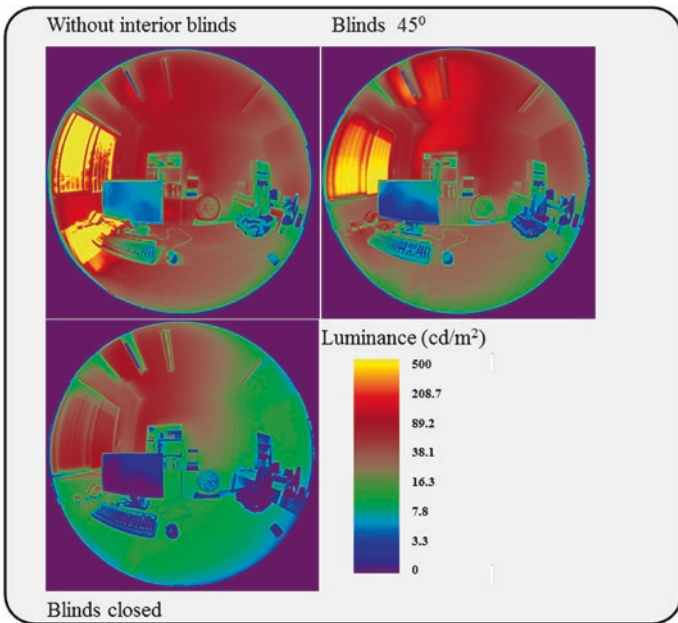 Without interior blinds
Blinds 45⁰
Luminance (cd/m²)
500
208.7
89.2
38.1
16.3
7.8
3.3
0
Blinds closed